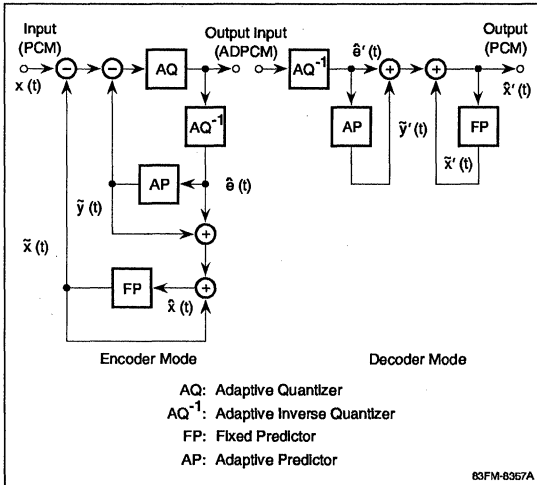 Input
(PCM)
x (t)
AQ
Output Input
(ADPCM)
AQ-1
AP
ỹ (t)
ê (t)
x̃ (t)
FP
x̂ (t)
Encoder Mode
AQ-1
ê' (t)
AP
ỹ' (t)
Output
(PCM)
x̂' (t)
FP
x̃' (t)
Decoder Mode
AQ: Adaptive Quantizer
AQ-1: Adaptive Inverse Quantizer
FP: Fixed Predictor
AP: Adaptive Predictor
83FM-8357A